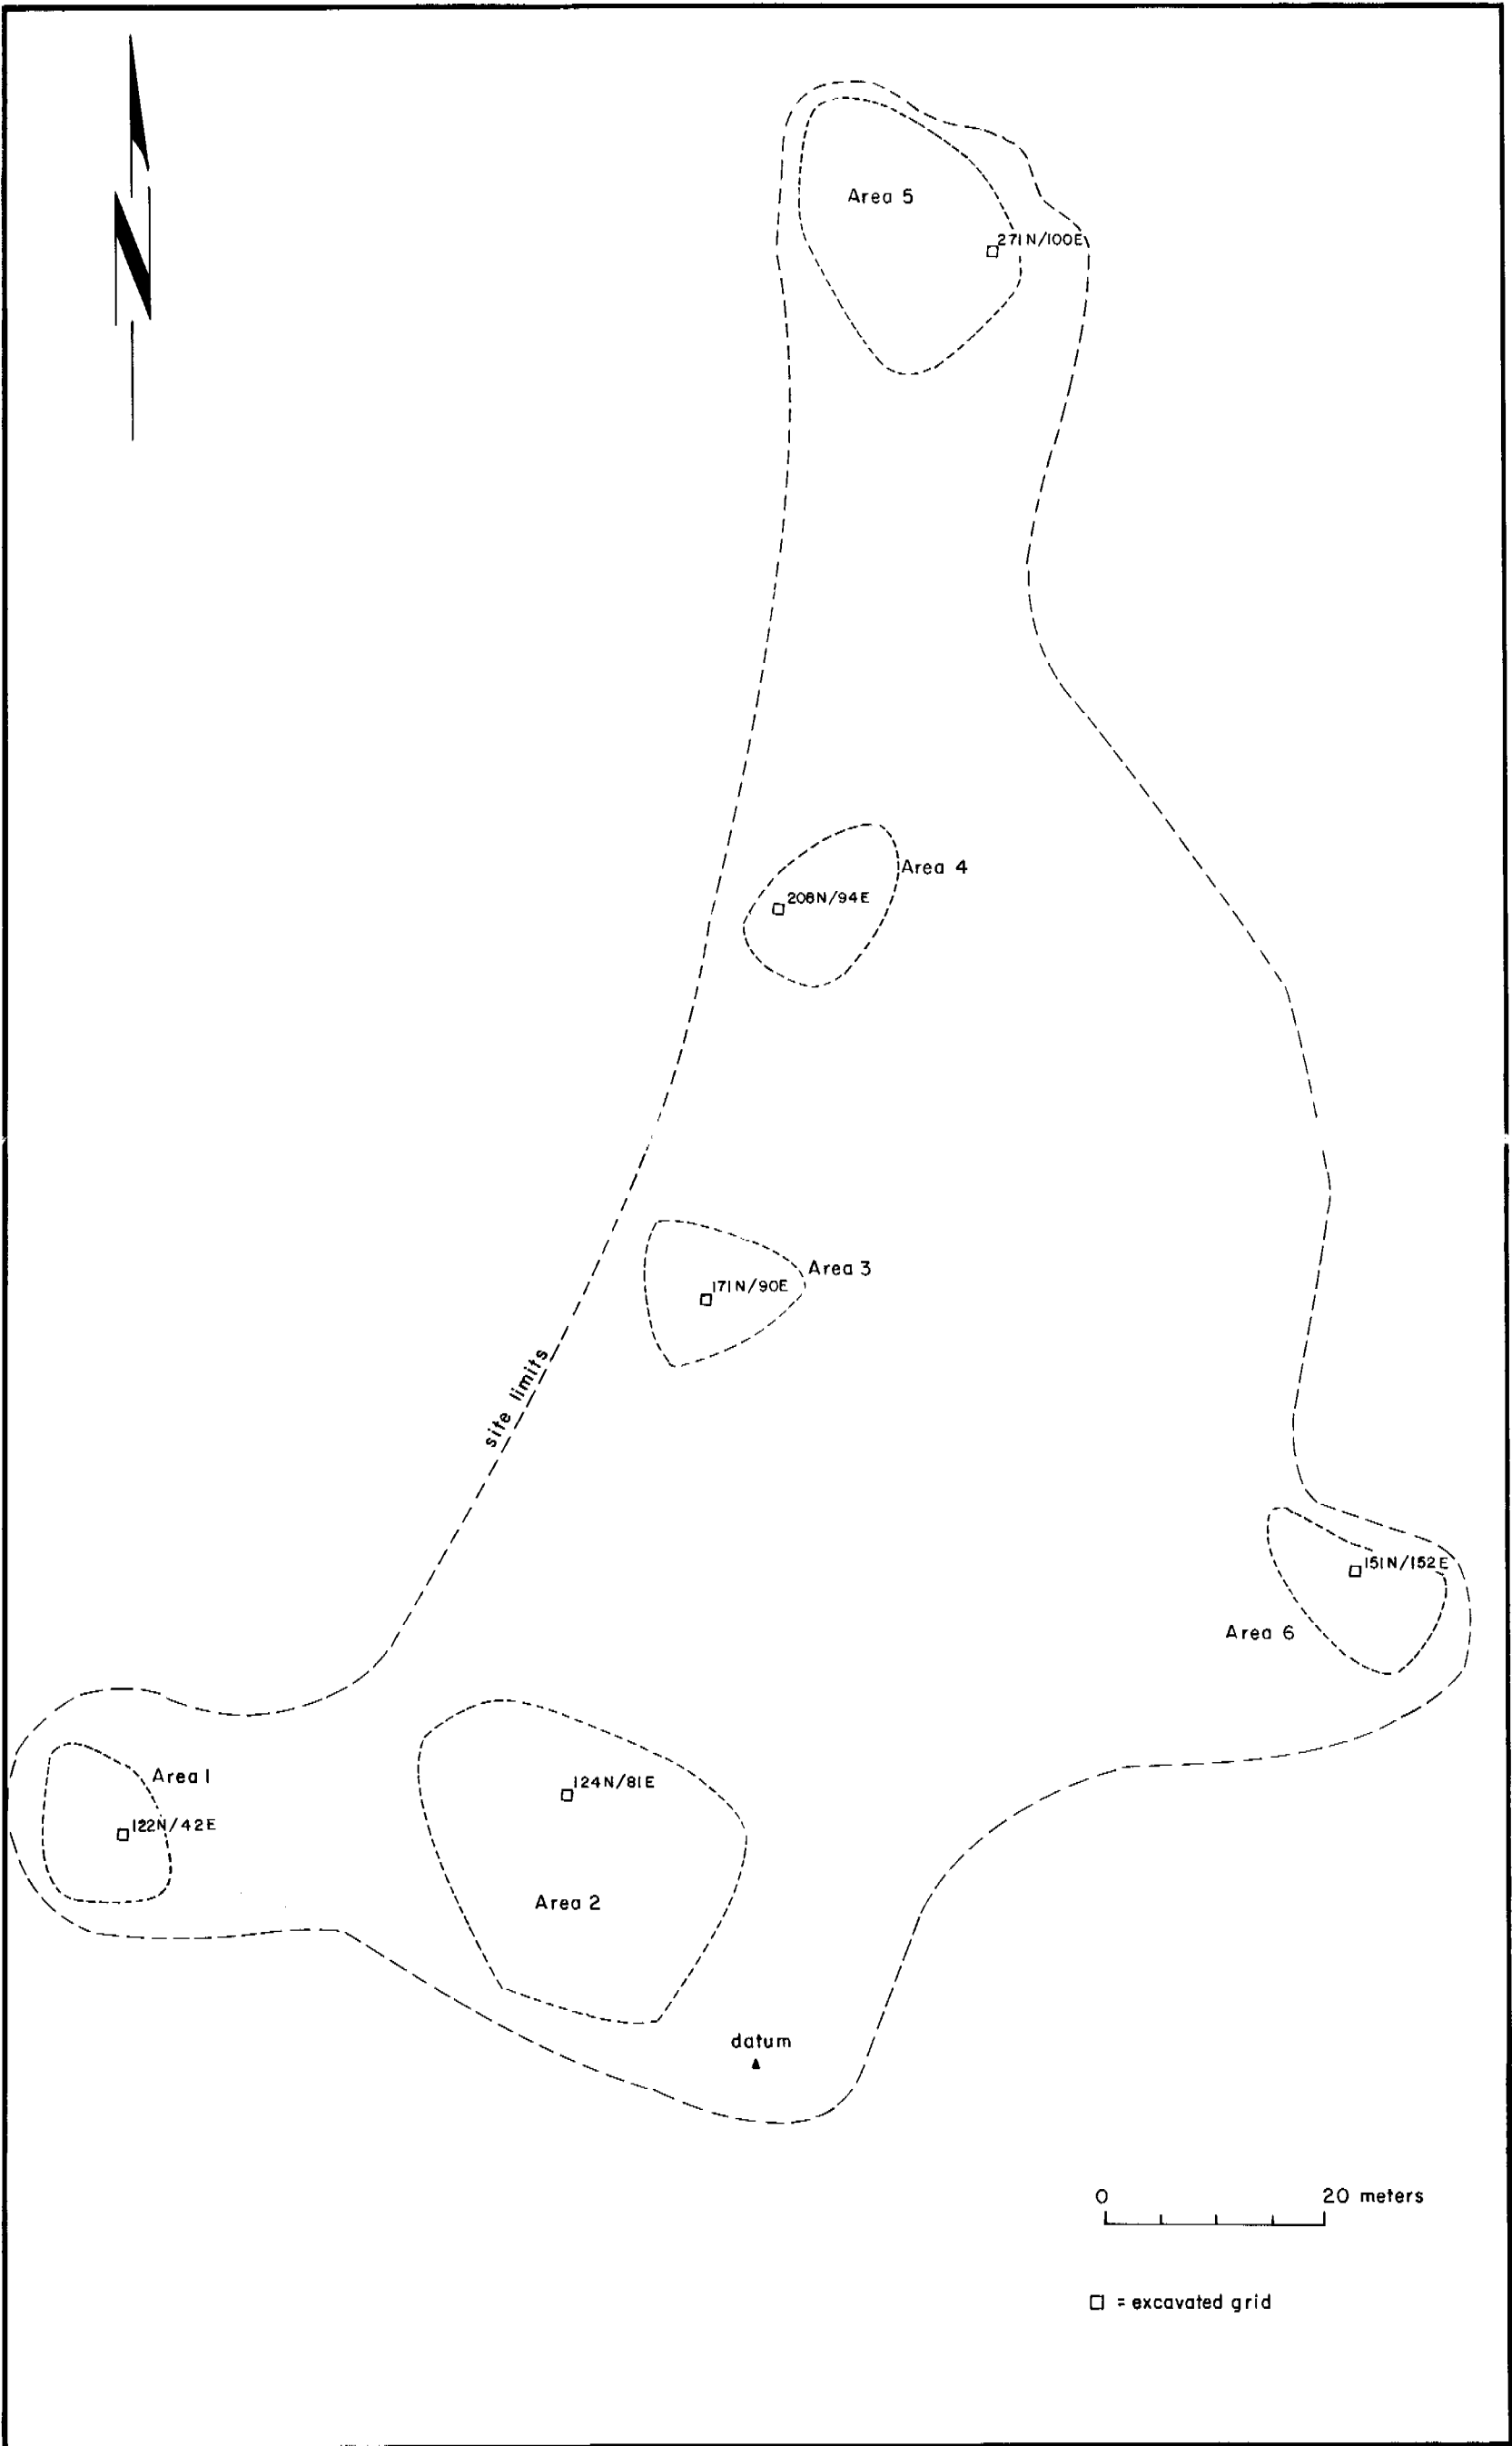 N
Area 5
271N/100E
Area 4
208N/94E
Area 3
171N/90E
site limits
151N/152E
Area 6
Area 1
124N/81E
122N/42E
Area 2
datum
0 20 meters
= excavated grid